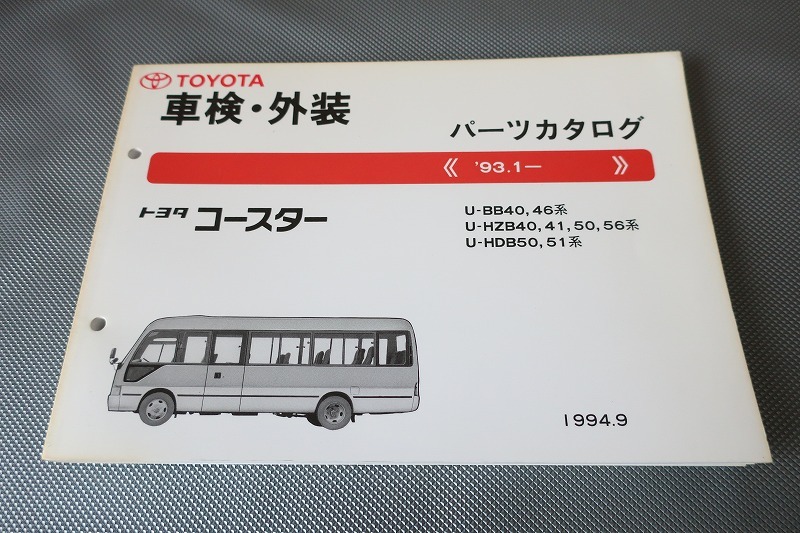 TOYOTA
車検・外装
パーツカタログ
《 '93.1ー 》
トヨタ コースター
U-BB40, 46系
U-HZB40, 41, 50, 56系
U-HDB50, 51系
1994.9